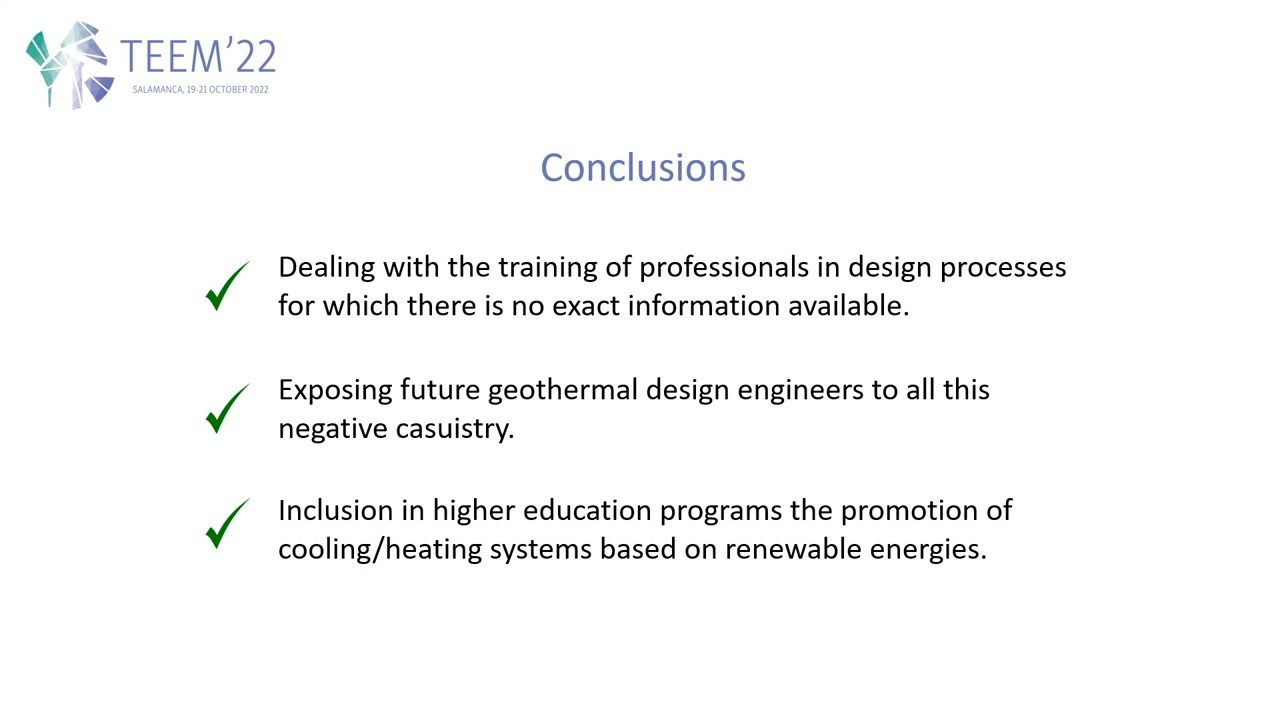 TEEM'22
SALAMANCA, 19-21 OCTOBER 2022
Conclusions
Dealing with the training of professionals in design processes
for which there is no exact information available.
Exposing future geothermal design engineers to all this
negative casuistry.
Inclusion in higher education programs the promotion of
cooling/heating systems based on renewable energies.